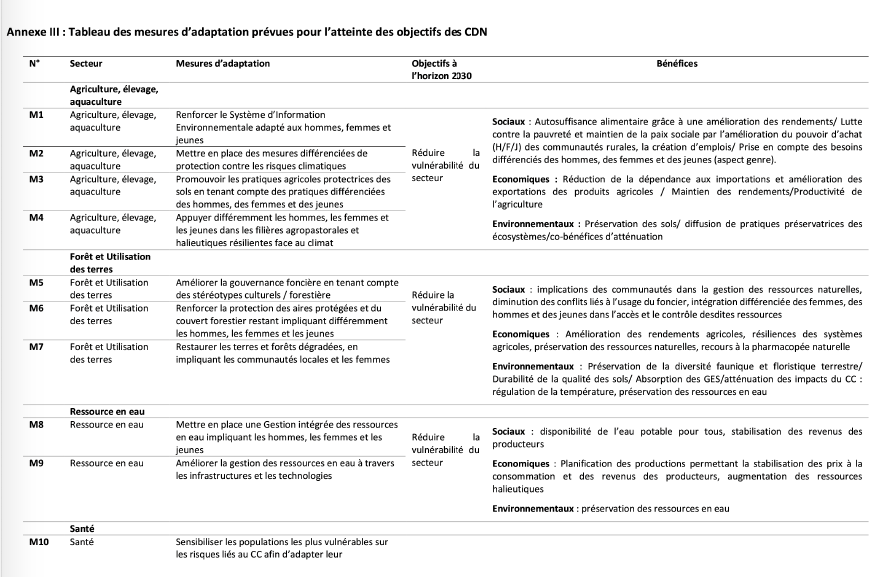 Annexe III : Tableau des mesures d'adaptation prévues pour l'atteinte des objectifs des CDN
N° Secteur Mesures d'adaptation Objectifs à l'horizon 2030 Bénéfices
Agriculture, élevage,
aquaculture
M1 Agriculture, élevage,
aquaculture
Renforcer le Système d'Information
Environnementale adapté aux hommes, femmes et
jeunes
M2 Agriculture, élevage,
aquaculture
Mettre en place des mesures différenciées de
protection contre les risques climatiques
M3 Agriculture, élevage,
aquaculture
Promouvoir les pratiques agricoles protectrices des
sols en tenant compte des pratiques différenciées
des hommes, des femmes et des jeunes
M4 Agriculture, élevage,
aquaculture
Appuyer différemment les hommes, les femmes et
les jeunes dans les filières agropastorales et
halieutiques résilientes face au climat
Réduire la
vulnérabilité du
secteur
Sociaux : Autosuffisance alimentaire grâce à une amélioration des rendements/ Lutte
contre la pauvreté et maintien de la paix sociale par l'amélioration du pouvoir d'achat
(H/F/J) des communautés rurales, la création d'emplois/ Prise en compte des besoins
différenciés des hommes, des femmes et des jeunes (aspect genre).
Economiques : Réduction de la dépendance aux importations et amélioration des
exportations des produits agricoles / Maintien des rendements/Productivité de
l'agriculture
Environnementaux : Préservation des sols/ diffusion de pratiques préservatrices des
écosystèmes/co-bénéfices d'atténuation
Forêt et Utilisation
des terres
M5 Forêt et Utilisation
des terres
Améliorer la gouvernance foncière en tenant compte
des stéréotypes culturels / forestière
M6 Forêt et Utilisation
des terres
Renforcer la protection des aires protégées et du
couvert forestier restant impliquant différemment
les hommes, les femmes et les jeunes
M7 Forêt et Utilisation
des terres
Restaurer les terres et forêts dégradées, en
impliquant les communautés locales et les femmes
Réduire la
vulnérabilité du
secteur
Sociaux : implications des communautés dans la gestion des ressources naturelles,
diminution des conflits liés à l'usage du foncier, intégration différenciée des femmes, des
hommes et des jeunes dans l'accès et le contrôle desdites ressources
Economiques : Amélioration des rendements agricoles, résiliences des systèmes
agricoles, préservation des ressources naturelles, recours à la pharmacopée naturelle
Environnementaux : Préservation de la diversité faunique et floristique terrestre/
Durabilité de la qualité des sols/ Absorption des GES/atténuation des impacts du CC :
régulation de la température, préservation des ressources en eau
Ressource en eau
M8 Ressource en eau
Mettre en place une Gestion intégrée des ressources
en eau impliquant les hommes, les femmes et les
jeunes
M9 Ressource en eau
Améliorer la gestion des ressources en eau à travers
les infrastructures et les technologies
Réduire la
vulnérabilité du
secteur
Sociaux : disponibilité de l'eau potable pour tous, stabilisation des revenus des
producteurs
Economiques : Planification des productions permettant la stabilisation des prix à la
consommation et des revenus des producteurs, augmentation des ressources
halieutiques
Environnementaux : préservation des ressources en eau
Santé
M10 Santé
Sensibiliser les populations les plus vulnérables sur
les risques liés au CC afin d'adapter leur